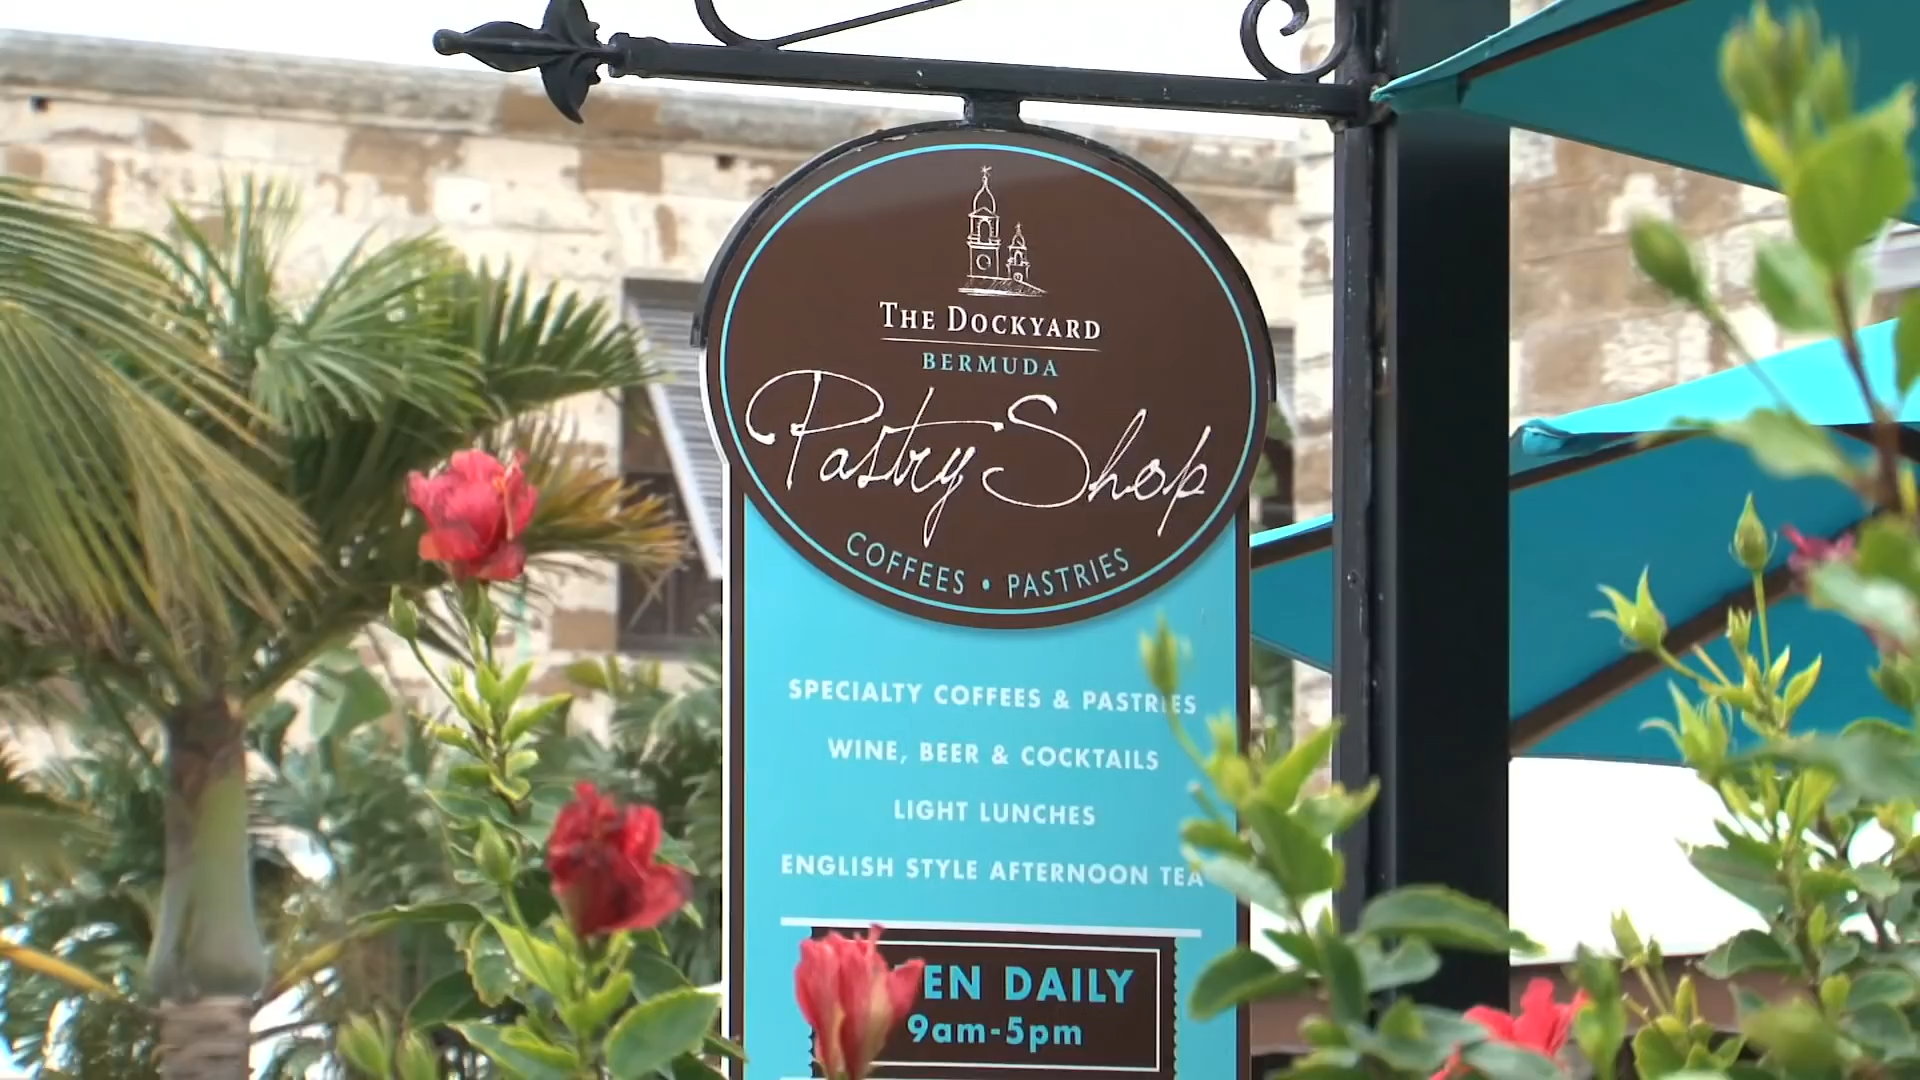 THE DOCKYARD
BERMUDA
Pastry Shop
COFFEES • PASTRIES
SPECIALTY COFFEES & PASTRIES
WINE, BEER & COCKTAILS
LIGHT LUNCHES
ENGLISH STYLE AFTERNOON TEA
EN DAILY
9am-5pm